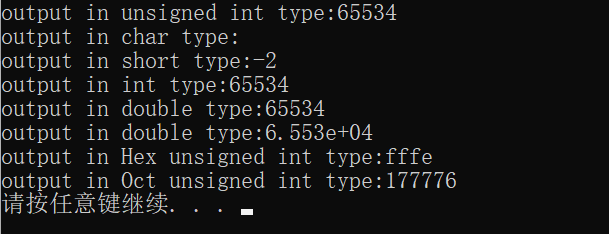 output in unsigned int type:65534
output in char type:
output in short type:-2
output in int type:65534
output in double type:65534
output in double type:6.553e+04
output in Hex unsigned int type:fffe
output in Oct unsigned int type:177776
请按任意键继续. . .